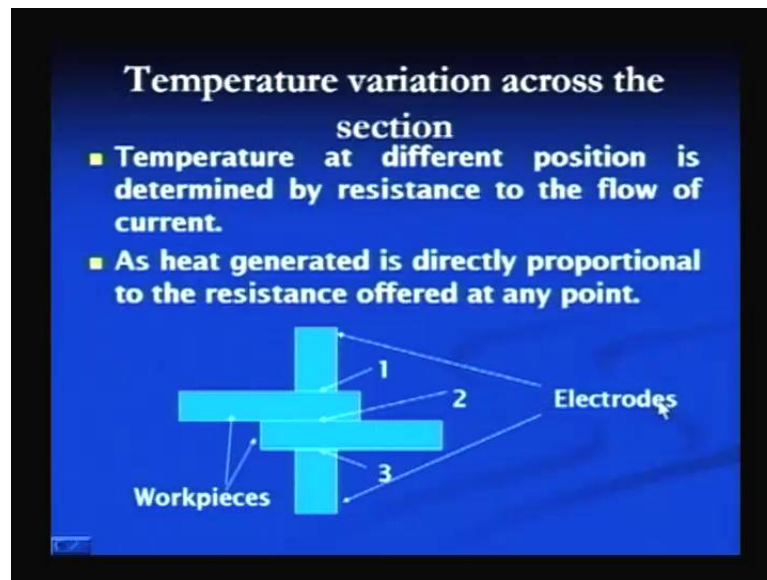 Temperature variation across the
section
Temperature at different position is
determined by resistance to the flow of
current.
As heat generated is directly proportional
to the resistance offered at any point.
1
2
Electrodes
3
Workpieces